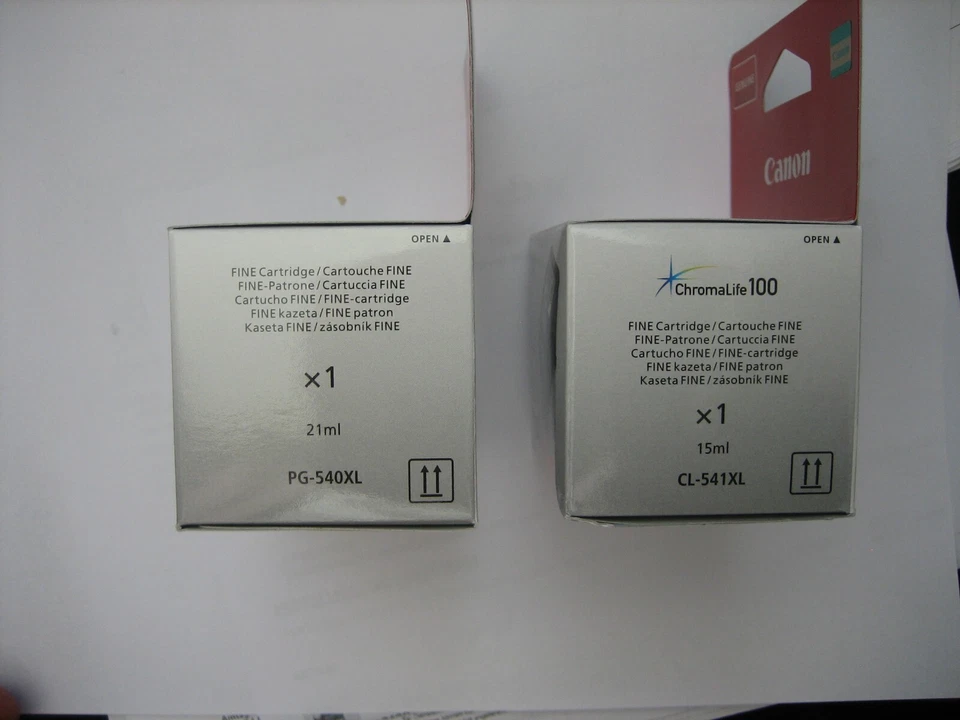 OPEN ▲
FINE Cartridge / Cartouche FINE
FINE-Patrone / Cartuccia FINE
Cartucho FINE / FINE-cartridge
FINE kazeta / FINE patron
Kaseta FINE / zásobník FINE
×1
21ml
PG-540XL
Canon
OPEN ▲
ChromaLife 100
FINE Cartridge / Cartouche FINE
FINE-Patrone / Cartuccia FINE
Cartucho FINE / FINE-cartridge
FINE kazeta / FINE patron
Kaseta FINE / zásobník FINE
×1
15ml
CL-541XL